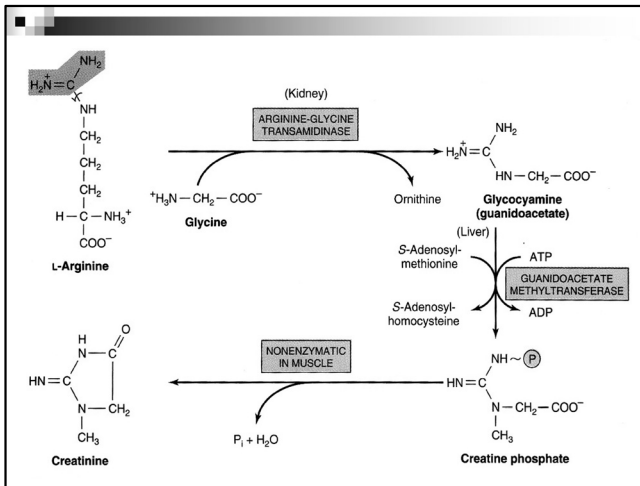 NH₂
H₂N⁺=C
NH
CH₂
CH₂
CH₂
H–C–NH₃⁺
COO⁻
L-Arginine
(Kidney)
ARGININE-GLYCINE
TRANSAMIDINASE
⁺H₃N–CH₂–COO⁻
Glycine
Ornithine
NH₂
H₂N⁺=C
HN–CH₂–COO⁻
Glycocyamine
(guanidoacetate)
(Liver)
S-Adenosyl-
methionine
ATP
GUANIDOACETATE
METHYLTRANSFERASE
S-Adenosyl-
homocysteine
ADP
NH~P
HN=C
N–CH₂–COO⁻
CH₃
Creatine phosphate
NONENZYMATIC
IN MUSCLE
Pᵢ + H₂O
H
O
N
C
HN=C
N
CH₂
CH₃
Creatinine